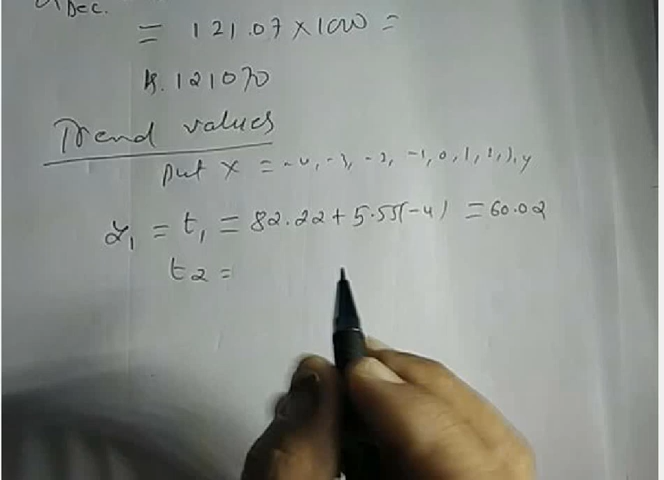 Dec.
= 121.07 × 1000 =
Rs. 121070
Trend values
put X = -4, -3, -2, -1, 0, 1, 2, 3, 4
Y₁ = t₁ = 82.22 + 5.55(-4) = 60.02
t2 =